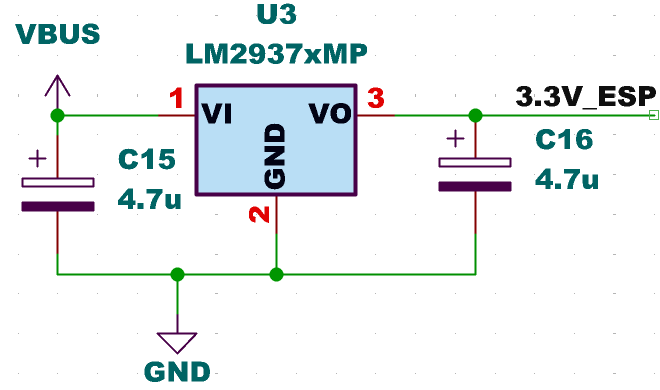 U3
VBUS
LM2937xMP
1
VI
VO
3
3.3V_ESP
GND
2
+
C15
4.7u
+
C16
4.7u
GND